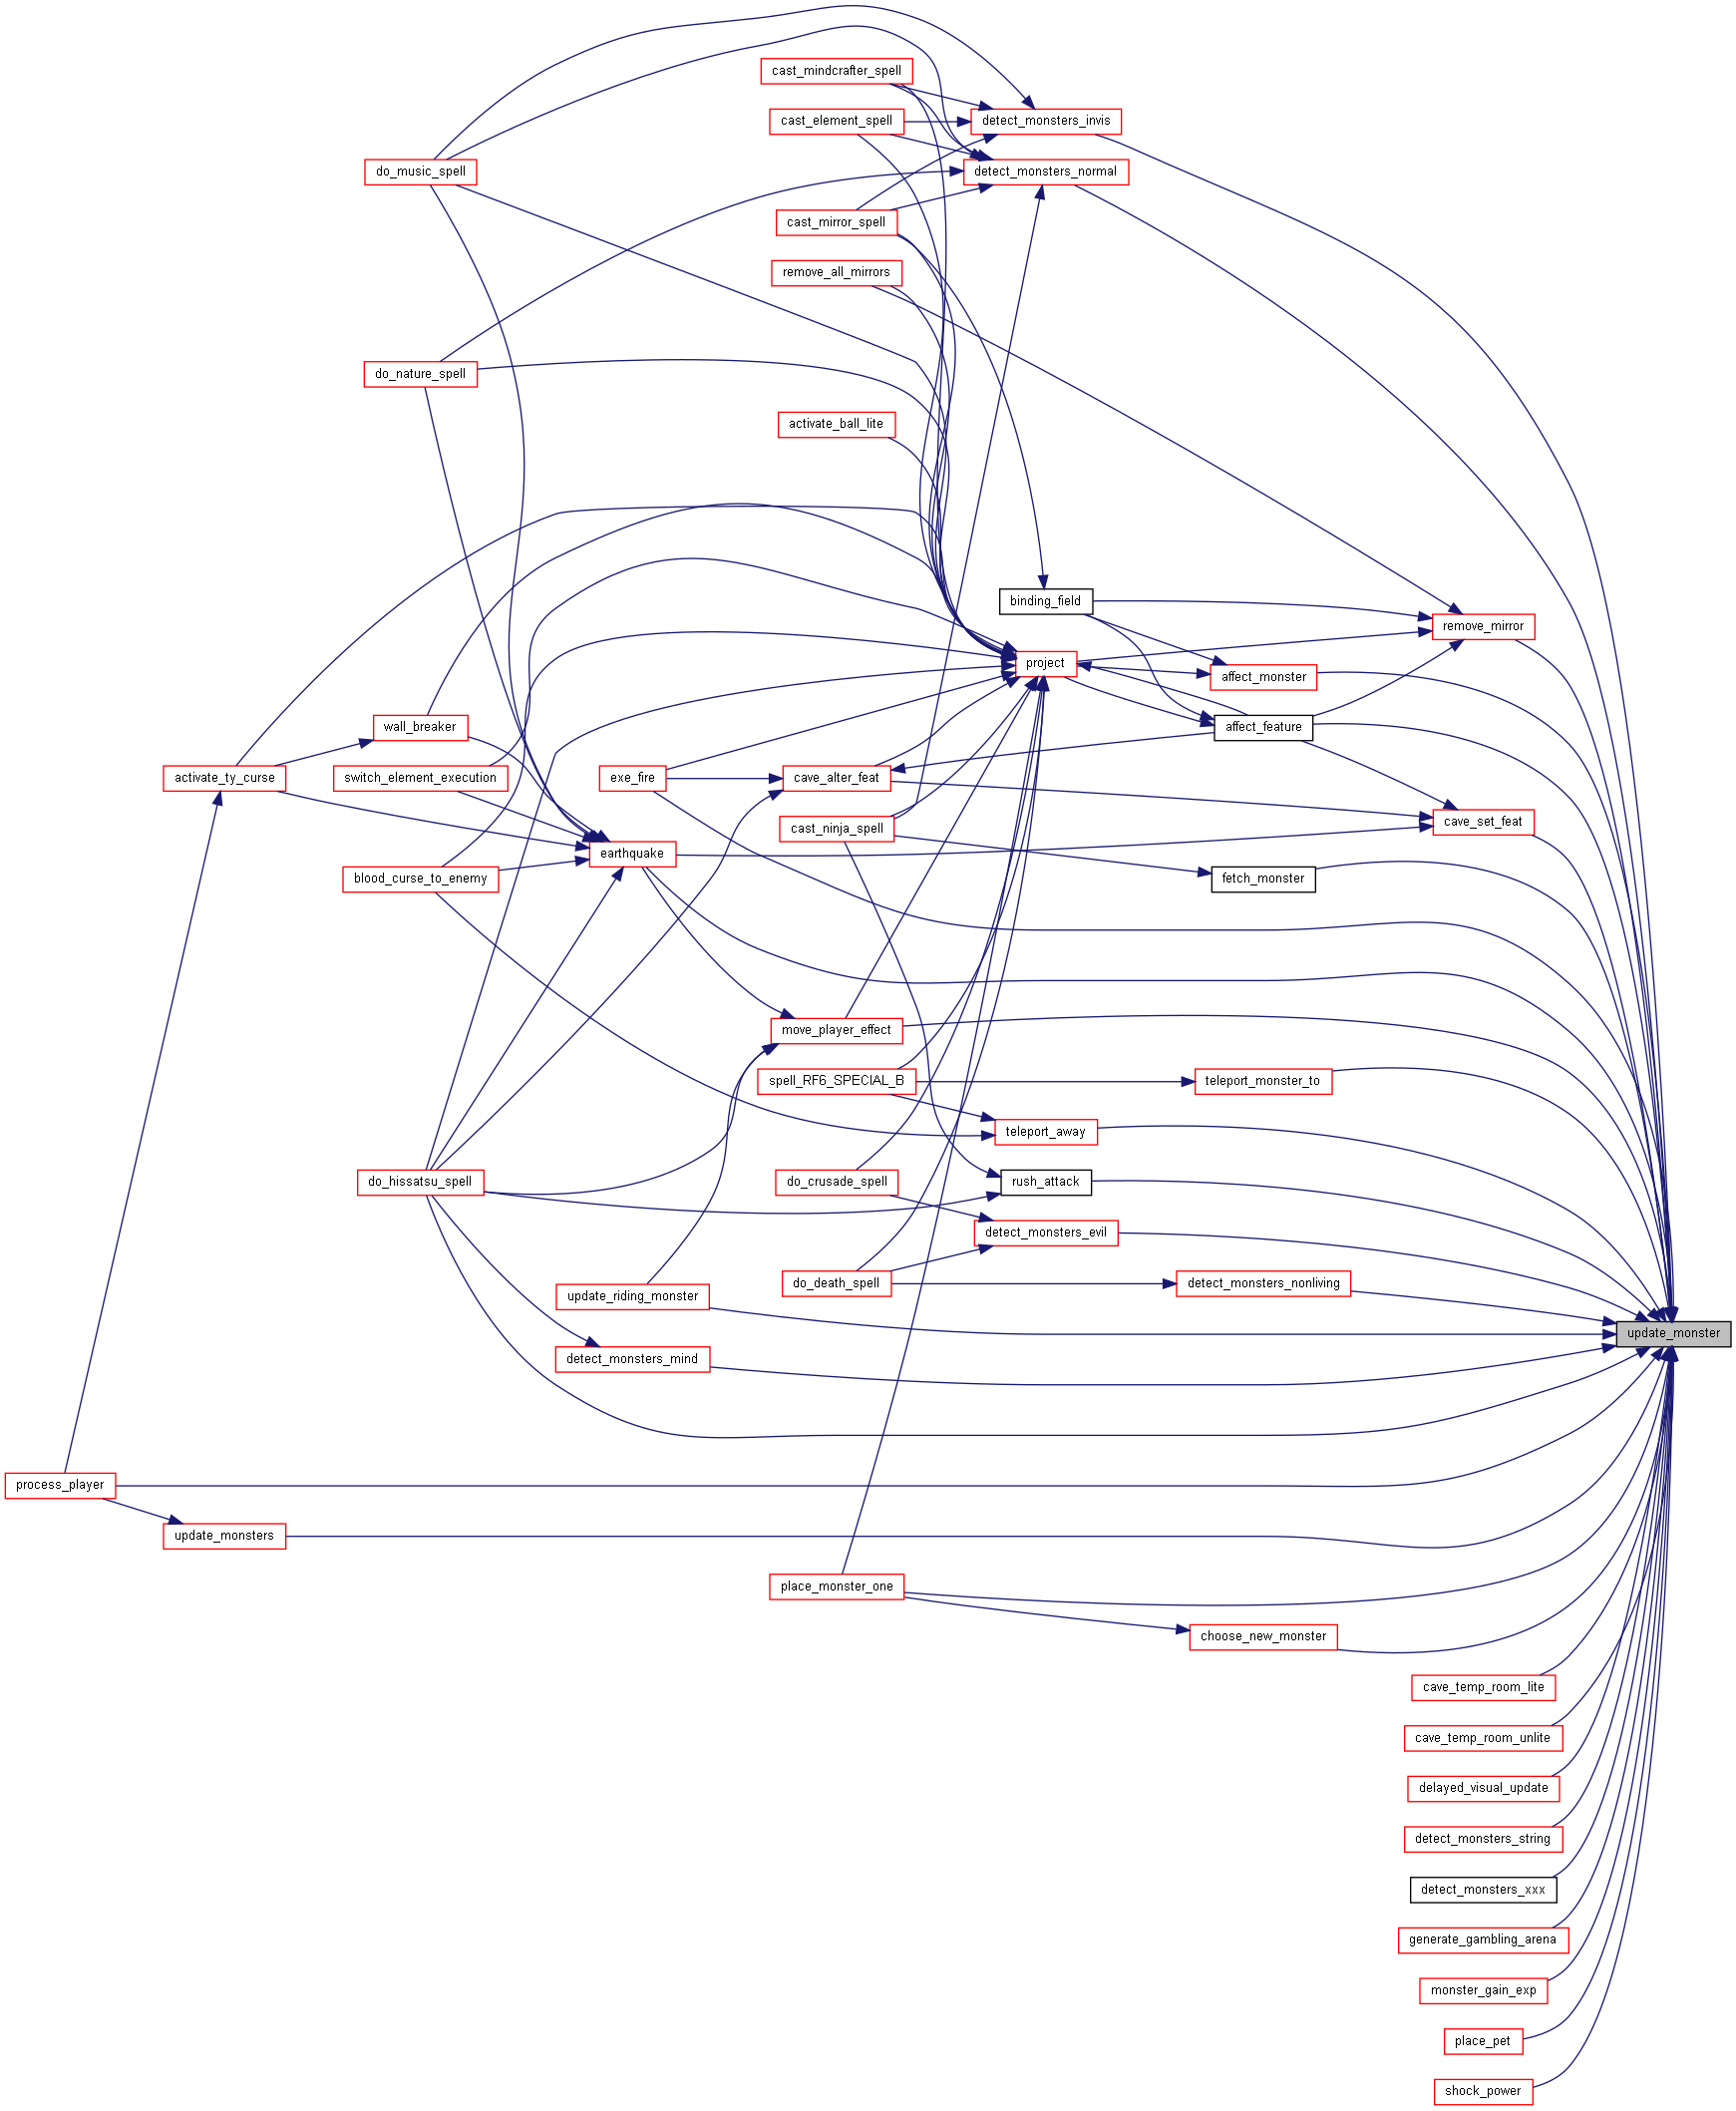 cast_mindcrafter_spell
cast_element_spell
detect_monsters_invis
do_music_spell
detect_monsters_normal
cast_mirror_spell
remove_all_mirrors
do_nature_spell
activate_ball_lite
binding_field
remove_mirror
project
affect_monster
wall_breaker
affect_feature
activate_ty_curse
switch_element_execution
exe_fire
cave_alter_feat
cast_ninja_spell
cave_set_feat
earthquake
blood_curse_to_enemy
fetch_monster
move_player_effect
spell_RF6_SPECIAL_B
teleport_monster_to
teleport_away
do_hissatsu_spell
do_crusade_spell
rush_attack
detect_monsters_evil
do_death_spell
detect_monsters_nonliving
update_riding_monster
update_monster
detect_monsters_mind
process_player
update_monsters
place_monster_one
choose_new_monster
cave_temp_room_lite
cave_temp_room_unlite
delayed_visual_update
detect_monsters_string
detect_monsters_xxx
generate_gambling_arena
monster_gain_exp
place_pet
shock_power